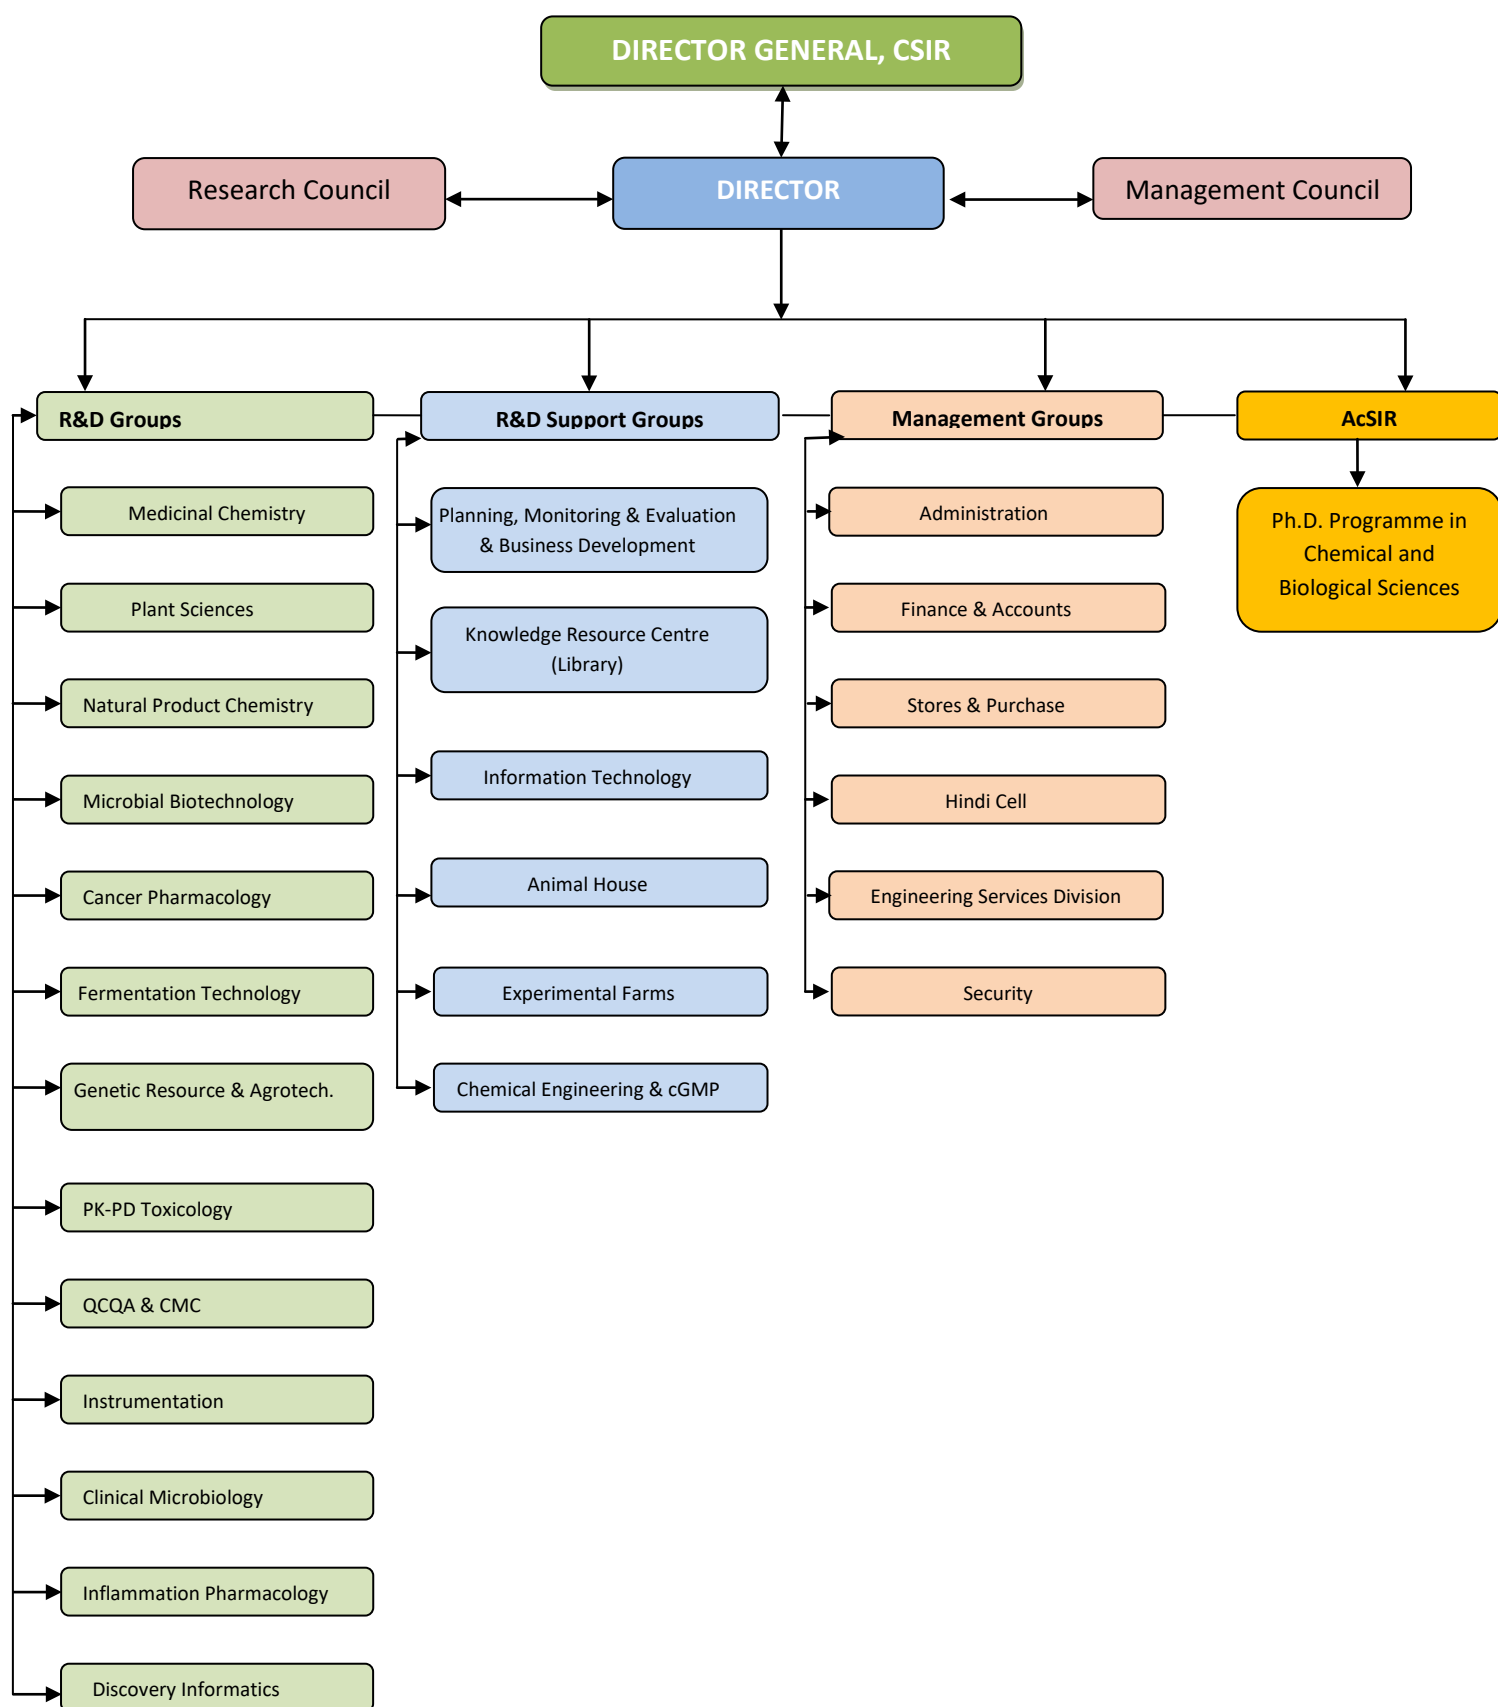 DIRECTOR GENERAL, CSIR
Research Council
DIRECTOR
Management Council
R&D Groups
R&D Support Groups
Management Groups
AcSIR
Medicinal Chemistry
Plant Sciences
Natural Product Chemistry
Microbial Biotechnology
Cancer Pharmacology
Fermentation Technology
Genetic Resource & Agrotech.
PK-PD Toxicology
QCQA & CMC
Instrumentation
Clinical Microbiology
Inflammation Pharmacology
Discovery Informatics
Planning, Monitoring & Evaluation
& Business Development
Knowledge Resource Centre
(Library)
Information Technology
Animal House
Experimental Farms
Chemical Engineering & cGMP
Administration
Finance & Accounts
Stores & Purchase
Hindi Cell
Engineering Services Division
Security
Ph.D. Programme in
Chemical and
Biological Sciences